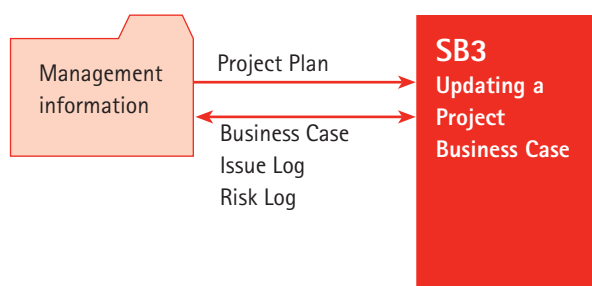 Management
information
Project Plan
Business Case
Issue Log
Risk Log
SB3
Updating a
Project
Business Case